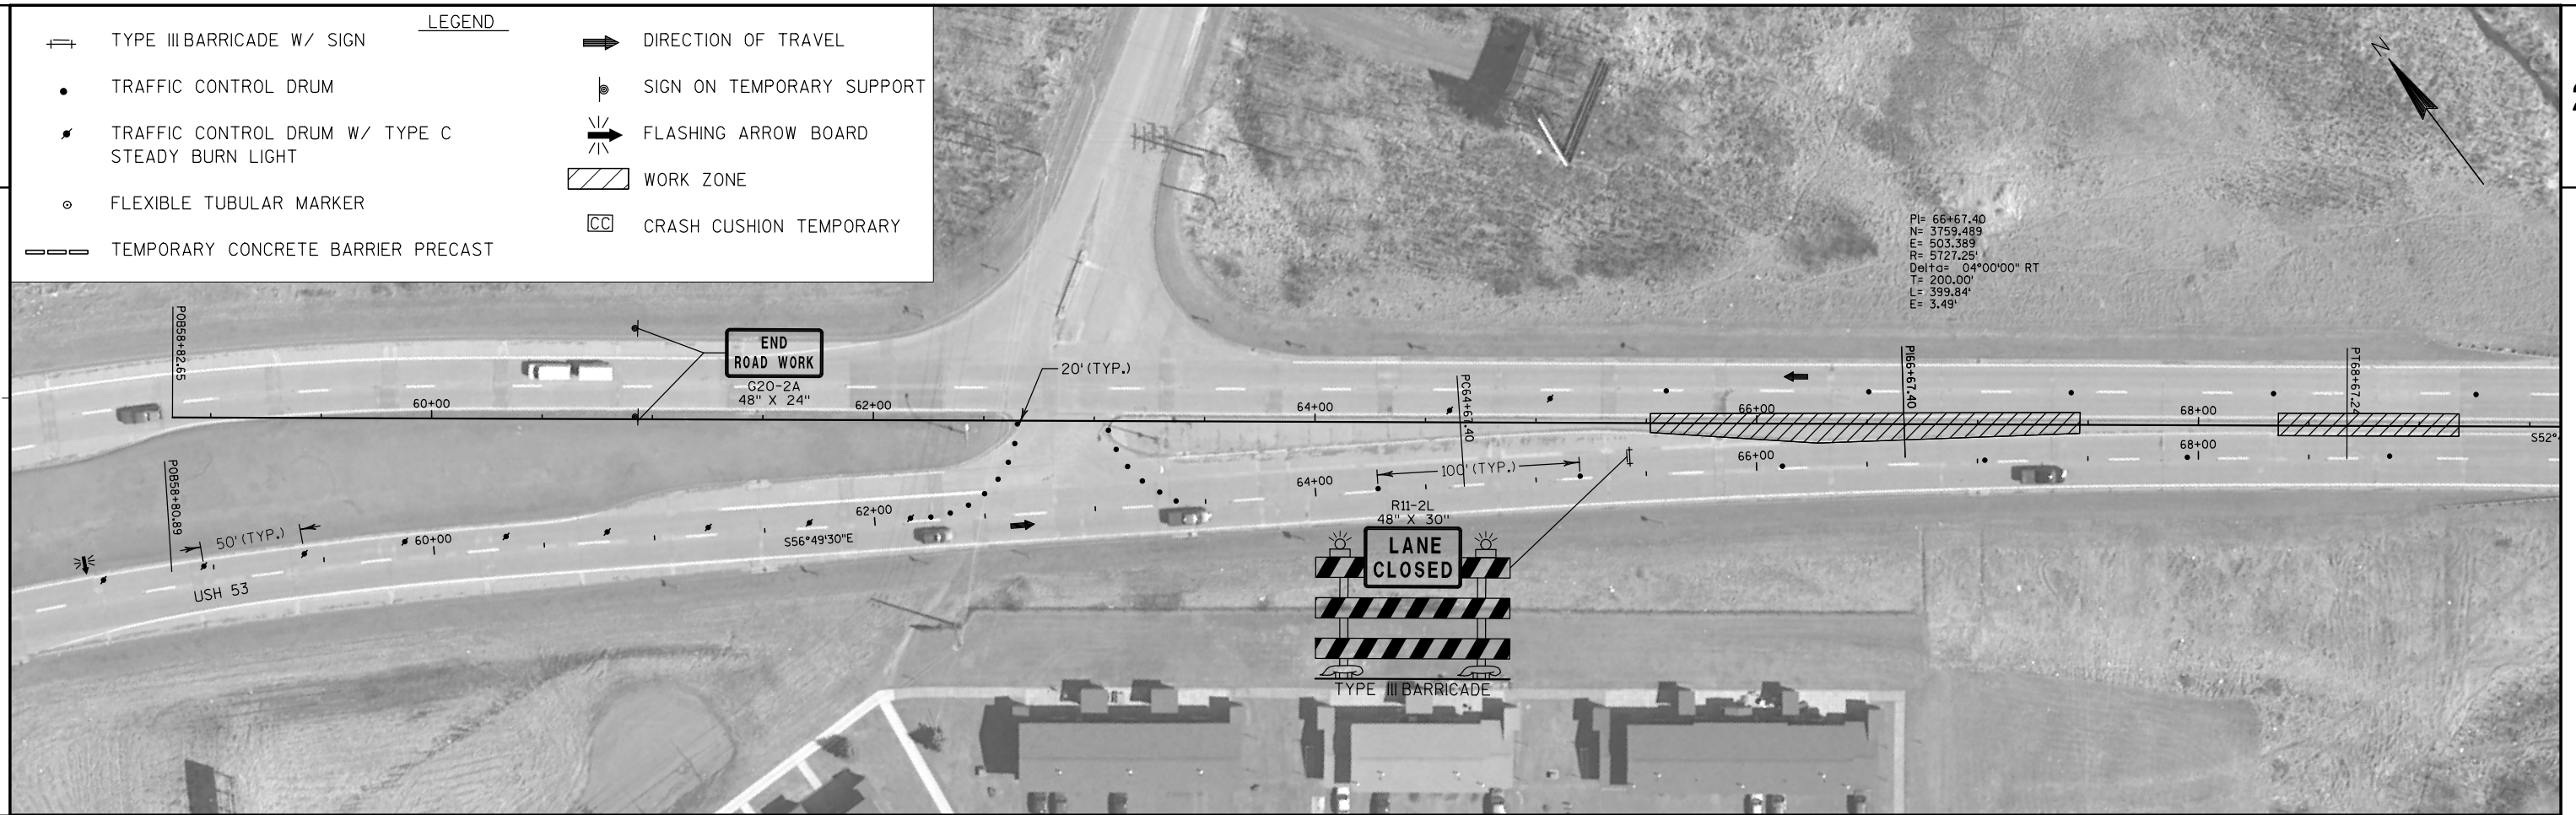 LEGEND
TYPE III BARRICADE W/ SIGN
TRAFFIC CONTROL DRUM
TRAFFIC CONTROL DRUM W/ TYPE C
STEADY BURN LIGHT
FLEXIBLE TUBULAR MARKER
TEMPORARY CONCRETE BARRIER PRECAST
DIRECTION OF TRAVEL
SIGN ON TEMPORARY SUPPORT
FLASHING ARROW BOARD
WORK ZONE
CC
CRASH CUSHION TEMPORARY
N
PI= 66+67.40
N= 3759.489
E= 503.389
R= 5727.25'
Delta= 04°00'00" RT
T= 200.00'
L= 399.84'
E= 3.49'
POB58+82.65
END
ROAD WORK
G20-2A
48" X 24"
20' (TYP.)
60+00
62+00
64+00
PC64+67.40
66+00
PI66+67.40
68+00
PT68+67.24
S52°
POB58+80.89
50' (TYP.)
60+00
62+00
64+00
100' (TYP.)
66+00
68+00
S56°49'30"E
USH 53
R11-2L
48" X 30"
LANE
CLOSED
TYPE III BARRICADE